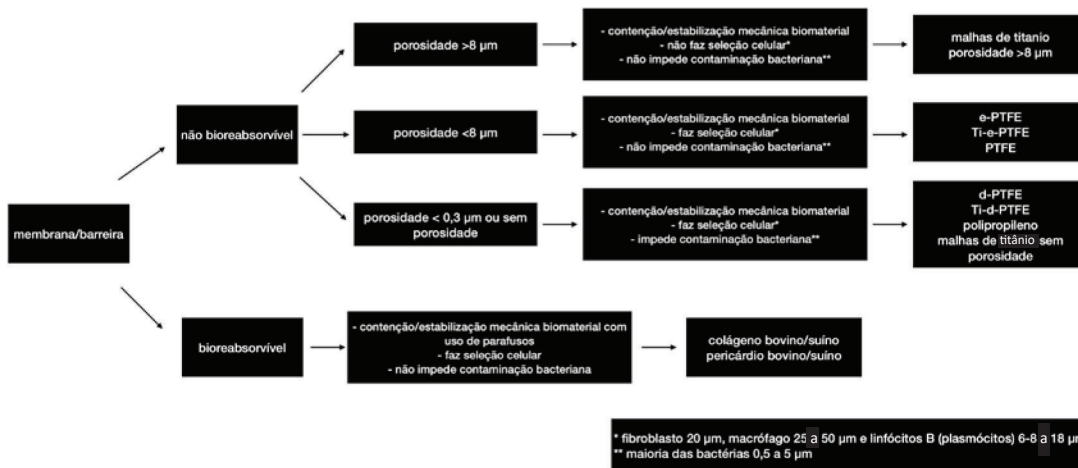 porosidade >8 μm
- contenção/estabilização mecânica biomaterial
- não faz seleção celular*
- não impede contaminação bacteriana**
malhas de titanio
porosidade >8 μm
não bioreabsorvível
porosidade <8 μm
- contenção/estabilização mecânica biomaterial
- faz seleção celular*
- não impede contaminação bacteriana**
e-PTFE
Ti-e-PTFE
PTFE
membrana/barreira
porosidade < 0,3 μm ou sem
porosidade
- contenção/estabilização mecânica biomaterial
- faz seleção celular*
- impede contaminação bacteriana**
d-PTFE
Ti-d-PTFE
polipropileno
malhas de titânio sem
porosidade
bioreabsorvível
- contenção/estabilização mecânica biomaterial com
uso de parafusos
- faz seleção celular
- não impede contaminação bacteriana
colágeno bovino/suíno
pericárdio bovino/suíno
* fibroblasto 20 μm, macrófago 25 a 50 μm e linfócitos B (plasmócitos) 6-8 a 18 μm
** maioria das bactérias 0,5 a 5 μm